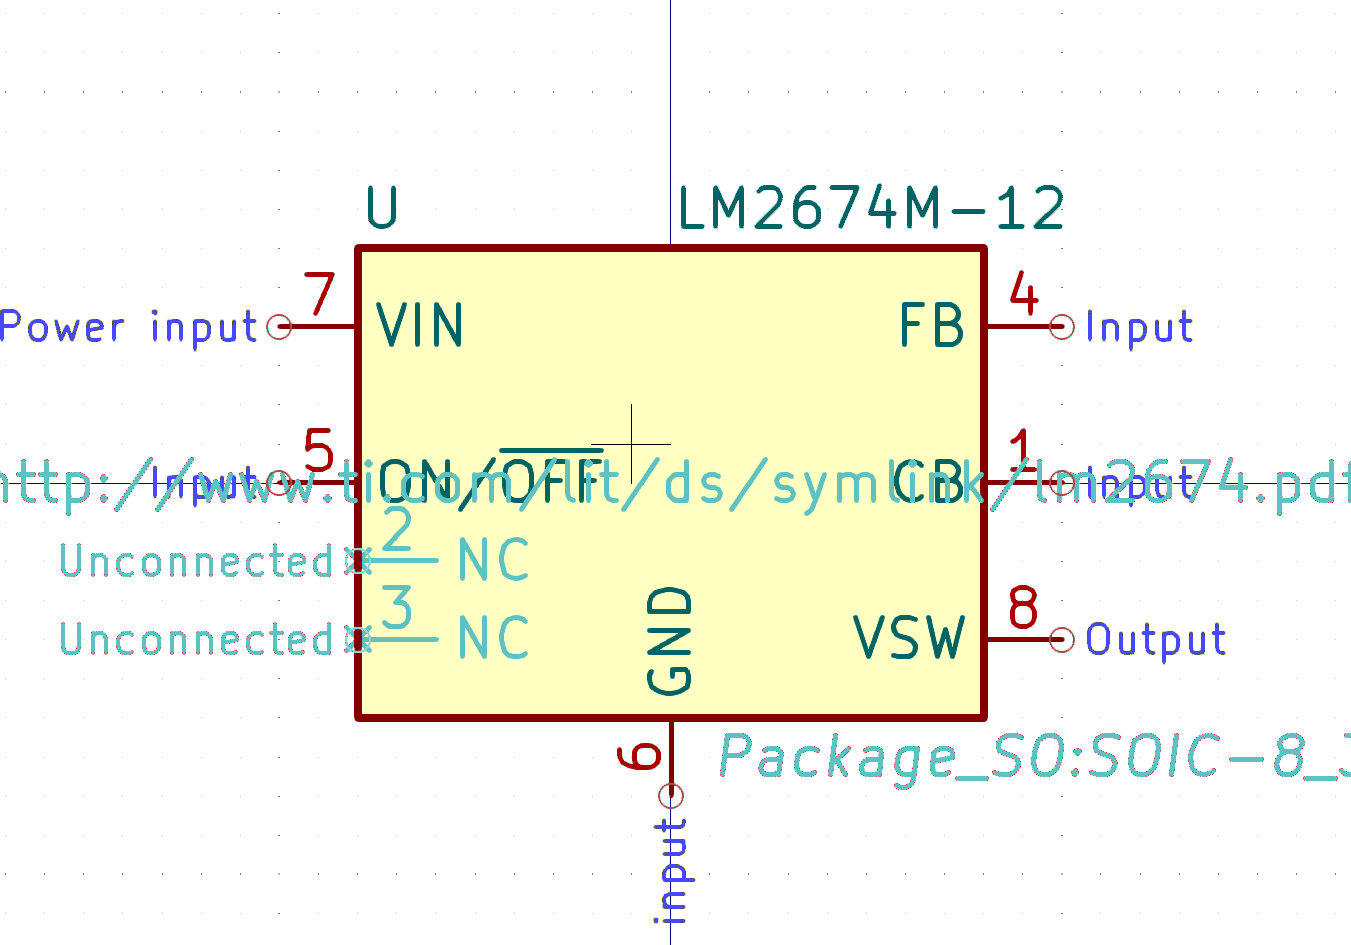 U LM2674M-12
7 VIN FB 4
Power input Input
5 ON/OFF CB 1
Input Input
http://www.ti.com/lit/ds/symlink/lm2674.pdf
2
Unconnected NC
3
Unconnected NC
GND
VSW 8
Output
6
Package_SO:SOIC-8_
input